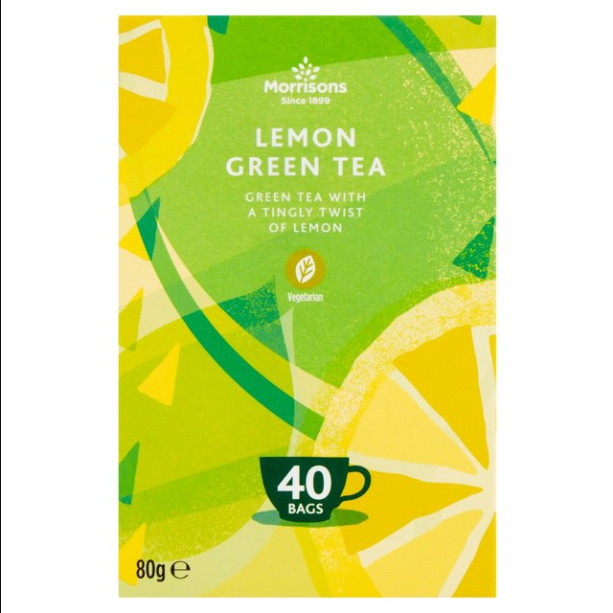 Morrisons
Since 1899
LEMON
GREEN TEA
GREEN TEA WITH
A TINGLY TWIST
OF LEMON
Vegetarian
40
BAGS
80g ℮